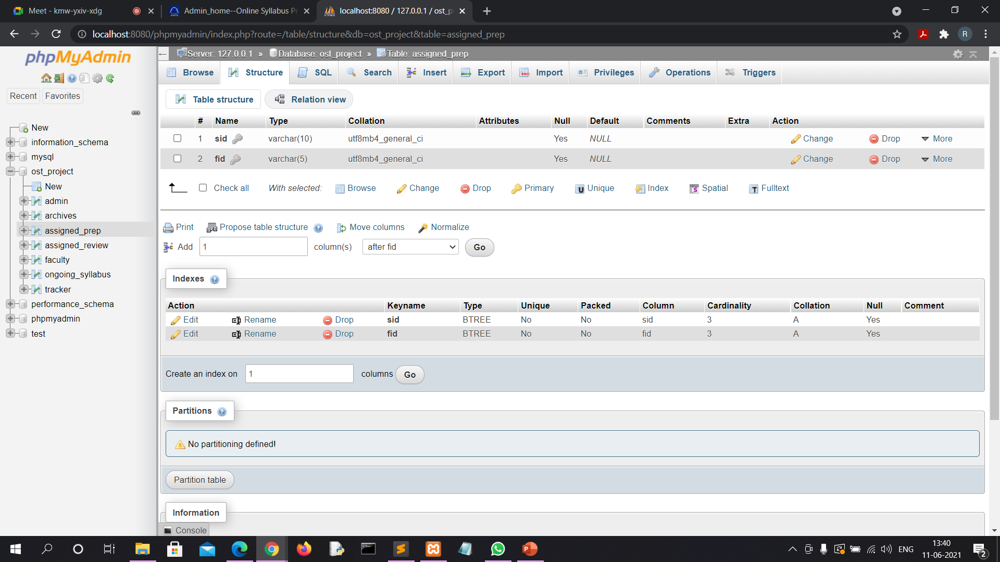 Meet - kmw-yxiv-xdg
Admin_home--Online Syllabus Pr
localhost:8080 / 127.0.0.1 / ost_p
localhost:8080/phpmyadmin/index.php?route=/table/structure&db=ost_project&table=assigned_prep
R
phpMyAdmin
Recent Favorites
New
information_schema
mysql
ost_project
New
admin
archives
assigned_prep
assigned_review
faculty
ongoing_syllabus
tracker
performance_schema
phpmyadmin
test
Server: 127.0.0.1 » Database: ost_project » Table: assigned_prep
Browse Structure SQL Search Insert Export Import Privileges Operations Triggers
Table structure Relation view
# Name Type Collation Attributes Null Default Comments Extra Action
1 sid varchar(10) utf8mb4_general_ci Yes NULL Change Drop More
2 fid varchar(5) utf8mb4_general_ci Yes NULL Change Drop More
Check all With selected: Browse Change Drop Primary Unique Index Spatial Fulltext
Print Propose table structure Move columns Normalize
Add 1 column(s) after fid Go
Indexes
Action Keyname Type Unique Packed Column Cardinality Collation Null Comment
Edit Rename Drop sid BTREE No No sid 3 A Yes
Edit Rename Drop fid BTREE No No fid 3 A Yes
Create an index on 1 columns Go
Partitions
No partitioning defined!
Partition table
Information
Console
ENG
13:40
11-06-2021
2